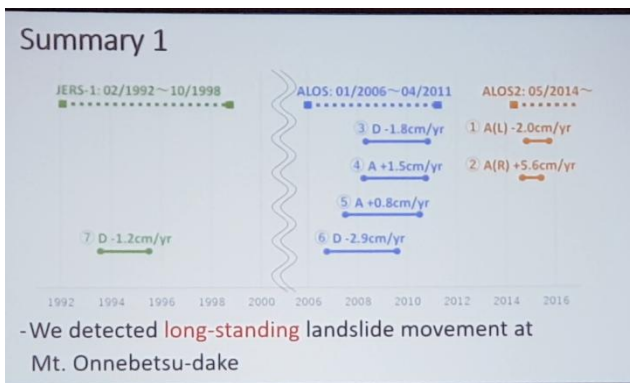 Summary 1
JERS-1: 02/1992～10/1998
ALOS: 01/2006～04/2011
ALOS2: 05/2014～
③ D -1.8cm/yr
① A(L) -2.0cm/yr
④ A +1.5cm/yr
② A(R) +5.6cm/yr
⑤ A +0.8cm/yr
⑦ D -1.2cm/yr
⑥ D -2.9cm/yr
1992 1994 1996 1998 2000 2006 2008 2010 2012 2014 2016
-We detected long-standing landslide movement at
Mt. Onnebetsu-dake